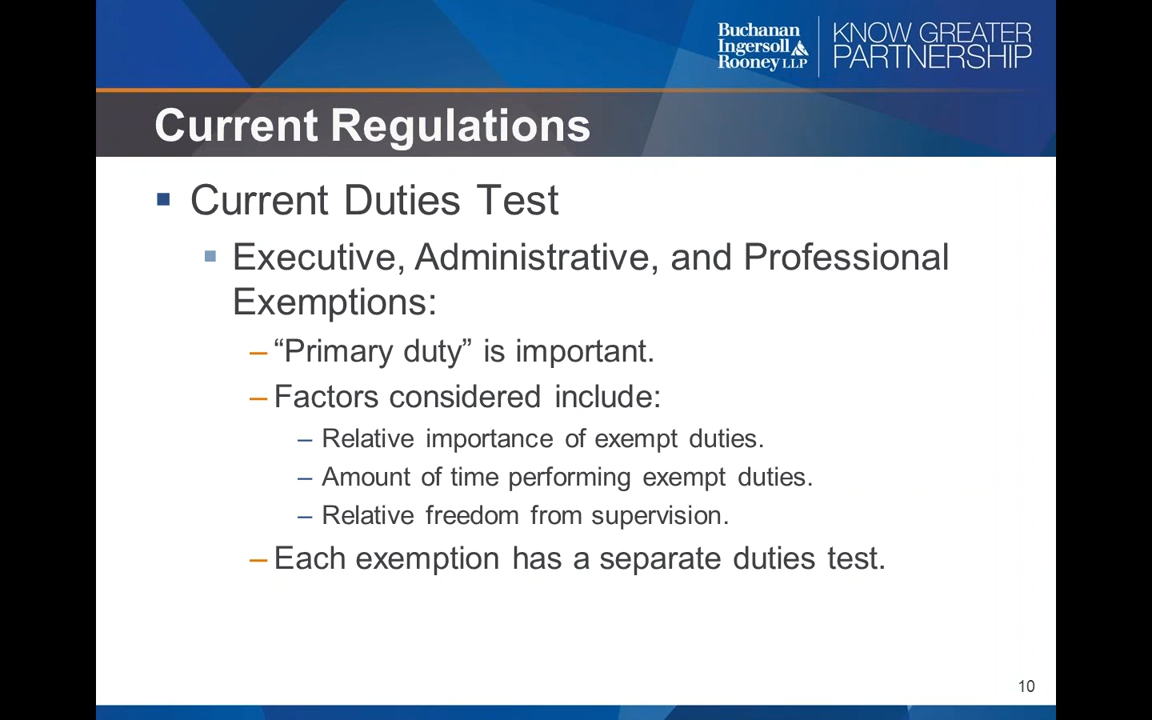 Buchanan
Ingersoll
Rooney LLP
KNOW GREATER
PARTNERSHIP
Current Regulations
Current Duties Test
Executive, Administrative, and Professional
Exemptions:
– “Primary duty” is important.
– Factors considered include:
– Relative importance of exempt duties.
– Amount of time performing exempt duties.
– Relative freedom from supervision.
– Each exemption has a separate duties test.
10